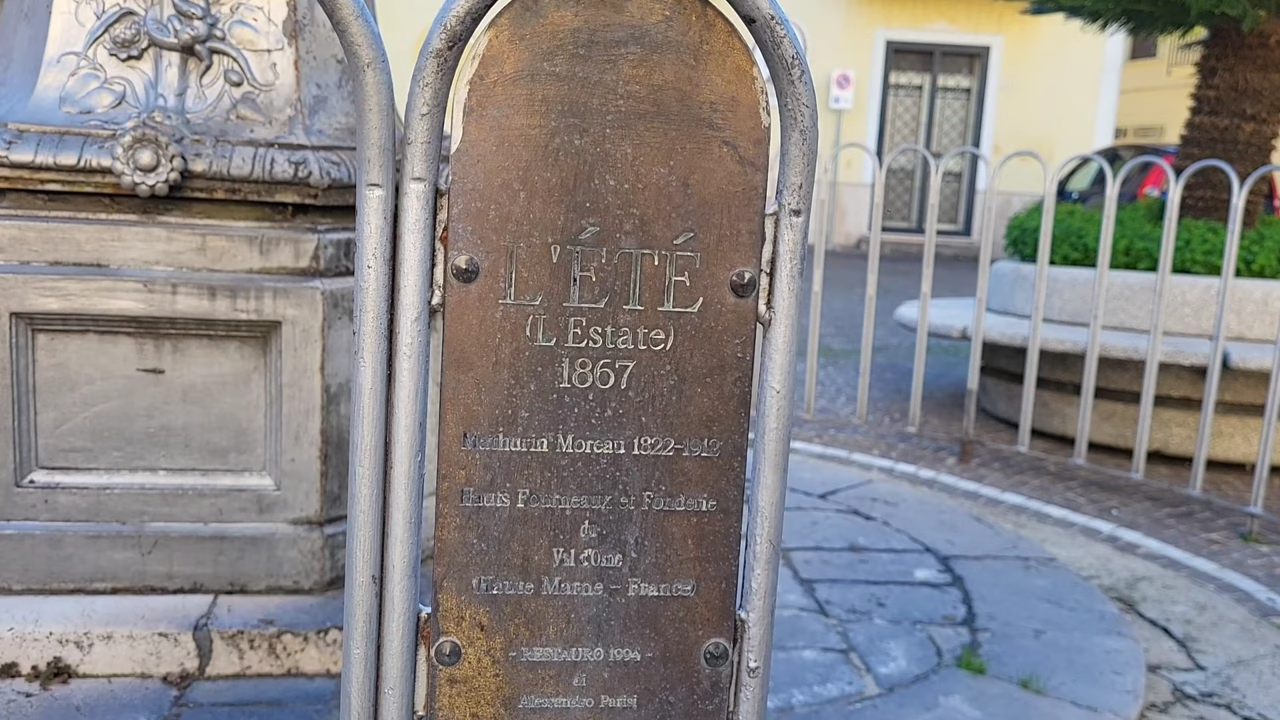 L'ÉTÉ
(L'Estate)
1867
Mathurin Moreau 1822-1912
Hauts Fourneaux et Fonderie
du
Val d'Osne
(Haute Marne - France)
- RESTAURO 1994 -
di
Alessandro Parisi